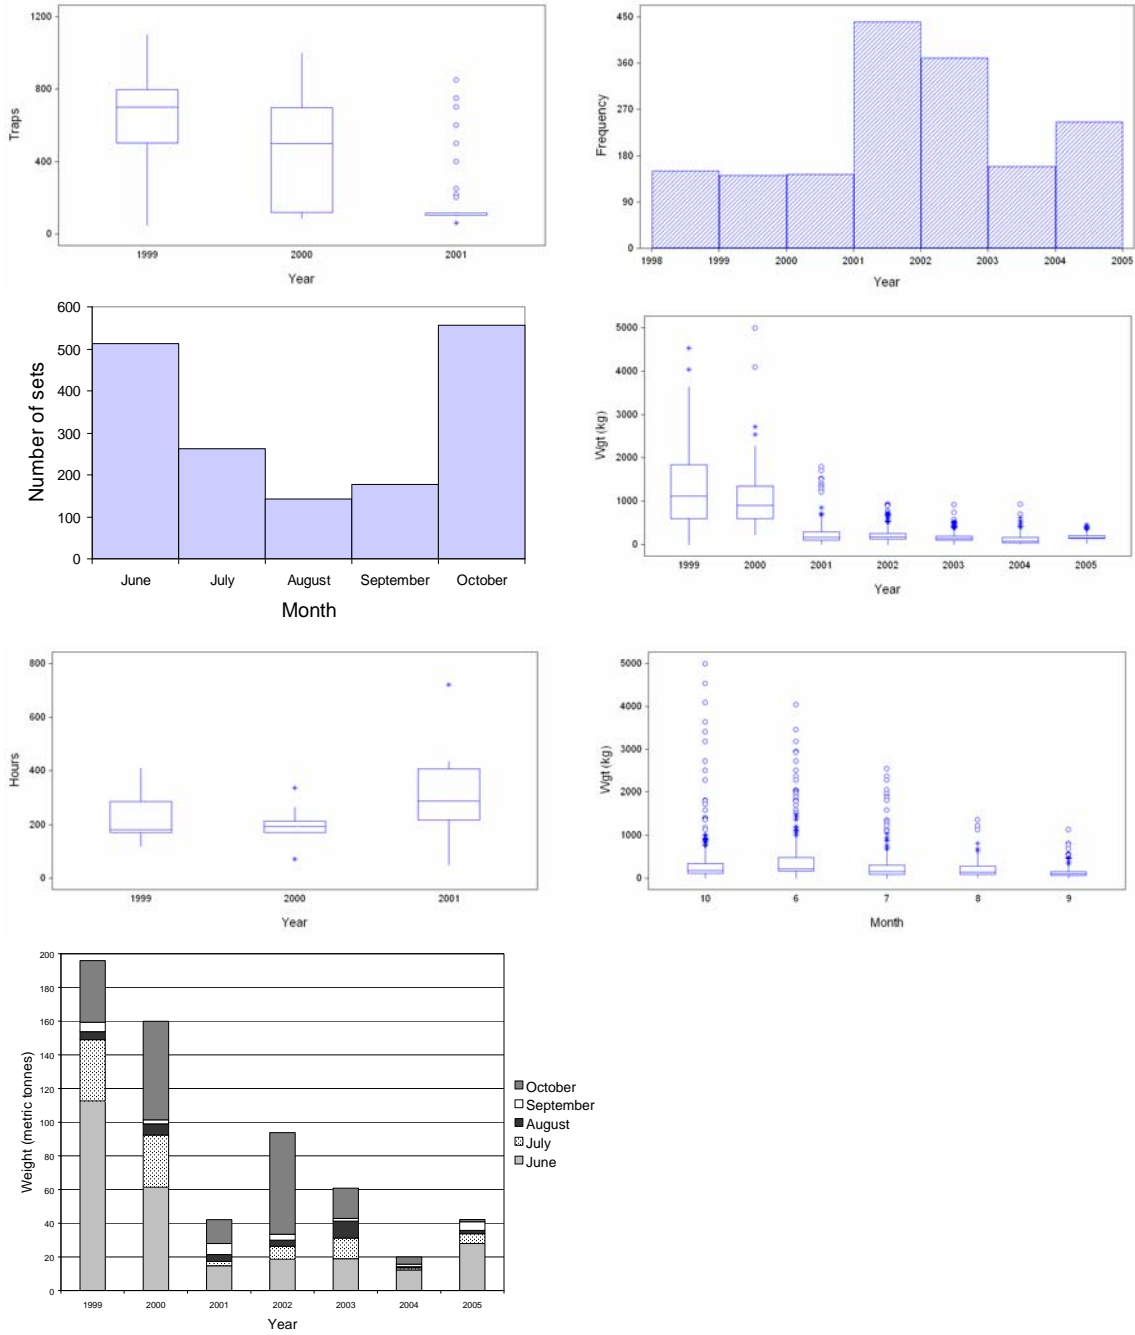 1200
800
400
0
Traps
1999 2000 2001
Year
450
360
270
180
90
0
Frequency
1998 1999 2000 2001 2002 2003 2004 2005
Year
600
500
400
300
200
100
0
Number of sets
June July August September October
Month
5000
4000
3000
2000
1000
0
Wgt (kg)
1999 2000 2001 2002 2003 2004 2005
Year
800
600
400
200
0
Hours
1999 2000 2001
Year
5000
4000
3000
2000
1000
0
Wgt (kg)
10 6 7 8 9
Month
200
180
160
140
120
100
80
60
40
20
0
Weight (metric tonnes)
1999 2000 2001 2002 2003 2004 2005
Year
October
September
August
July
June